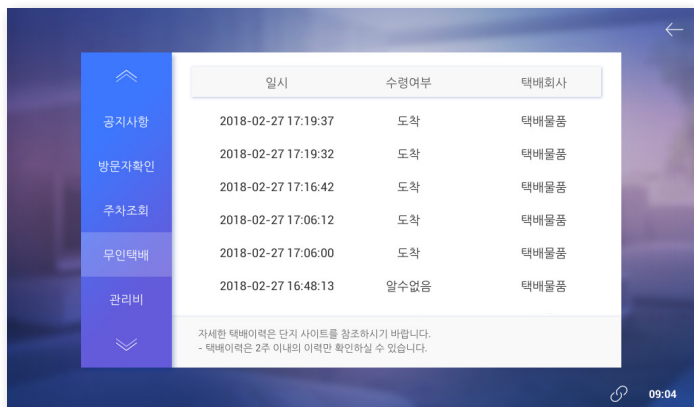 일시 수령여부 택배회사
공지사항
방문자확인
주차조회
무인택배
관리비
2018-02-27 17:19:37 도착 택배물품
2018-02-27 17:19:32 도착 택배물품
2018-02-27 17:16:42 도착 택배물품
2018-02-27 17:06:12 도착 택배물품
2018-02-27 17:06:00 도착 택배물품
2018-02-27 16:48:13 알수없음 택배물품
자세한 택배이력은 단지 사이트를 참조하시기 바랍니다.
- 택배이력은 2주 이내의 이력만 확인하실 수 있습니다.
09:04